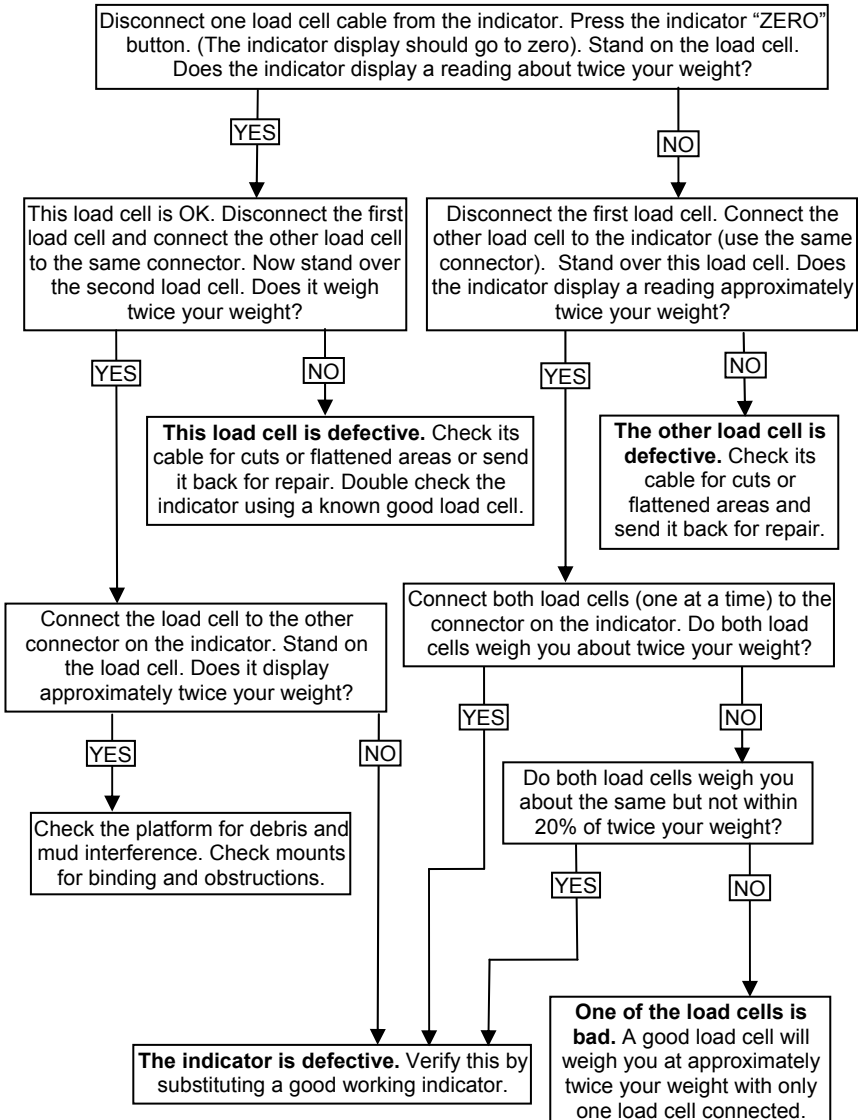 Disconnect one load cell cable from the indicator. Press the indicator “ZERO”
button. (The indicator display should go to zero). Stand on the load cell.
Does the indicator display a reading about twice your weight?
YES
NO
This load cell is OK. Disconnect the first
load cell and connect the other load cell
to the same connector. Now stand over
the second load cell. Does it weigh
twice your weight?
Disconnect the first load cell. Connect the
other load cell to the indicator (use the same
connector).  Stand over this load cell. Does
the indicator display a reading approximately
twice your weight?
YES
NO
YES
NO
This load cell is defective. Check its
cable for cuts or flattened areas or send
it back for repair. Double check the
indicator using a known good load cell.
The other load cell is
defective. Check its
cable for cuts or
flattened areas and
send it back for repair.
Connect the load cell to the other
connector on the indicator. Stand on
the load cell. Does it display
approximately twice your weight?
Connect both load cells (one at a time) to the
connector on the indicator. Do both load
cells weigh you about twice your weight?
YES
NO
YES
NO
Check the platform for debris and
mud interference. Check mounts
for binding and obstructions.
Do both load cells weigh you
about the same but not within
20% of twice your weight?
YES
NO
The indicator is defective. Verify this by
substituting a good working indicator.
One of the load cells is
bad. A good load cell will
weigh you at approximately
twice your weight with only
one load cell connected.